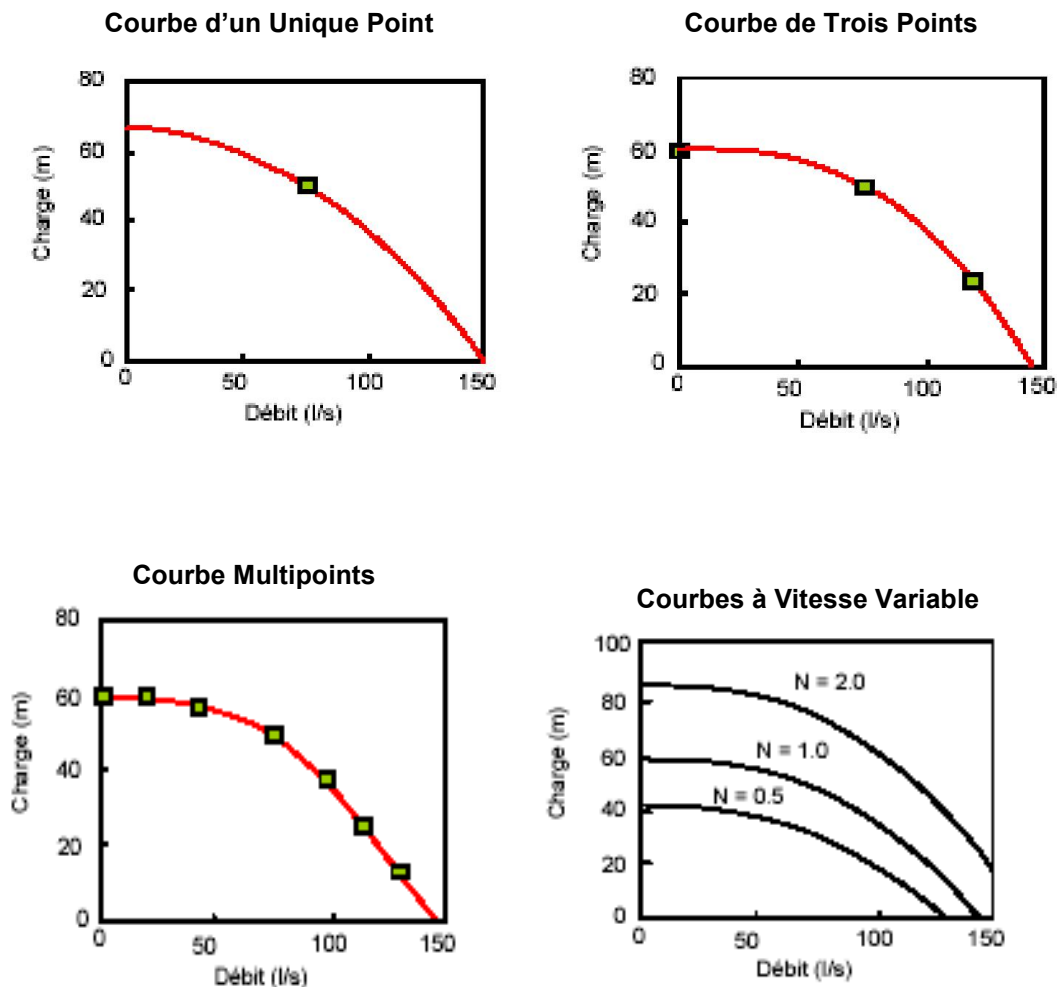 Courbe d'un Unique Point
80
60
40
20
0
Charge (m)
0 50 100 150
Débit (l/s)
Courbe de Trois Points
80
60
40
20
0
Charge (m)
0 50 100 150
Débit (l/s)
Courbe Multipoints
80
60
40
20
0
Charge (m)
0 50 100 150
Débit (l/s)
Courbes à Vitesse Variable
100
80
60
40
20
0
Charge (m)
N = 2.0
N = 1.0
N = 0.5
0 50 100 150
Débit (l/s)